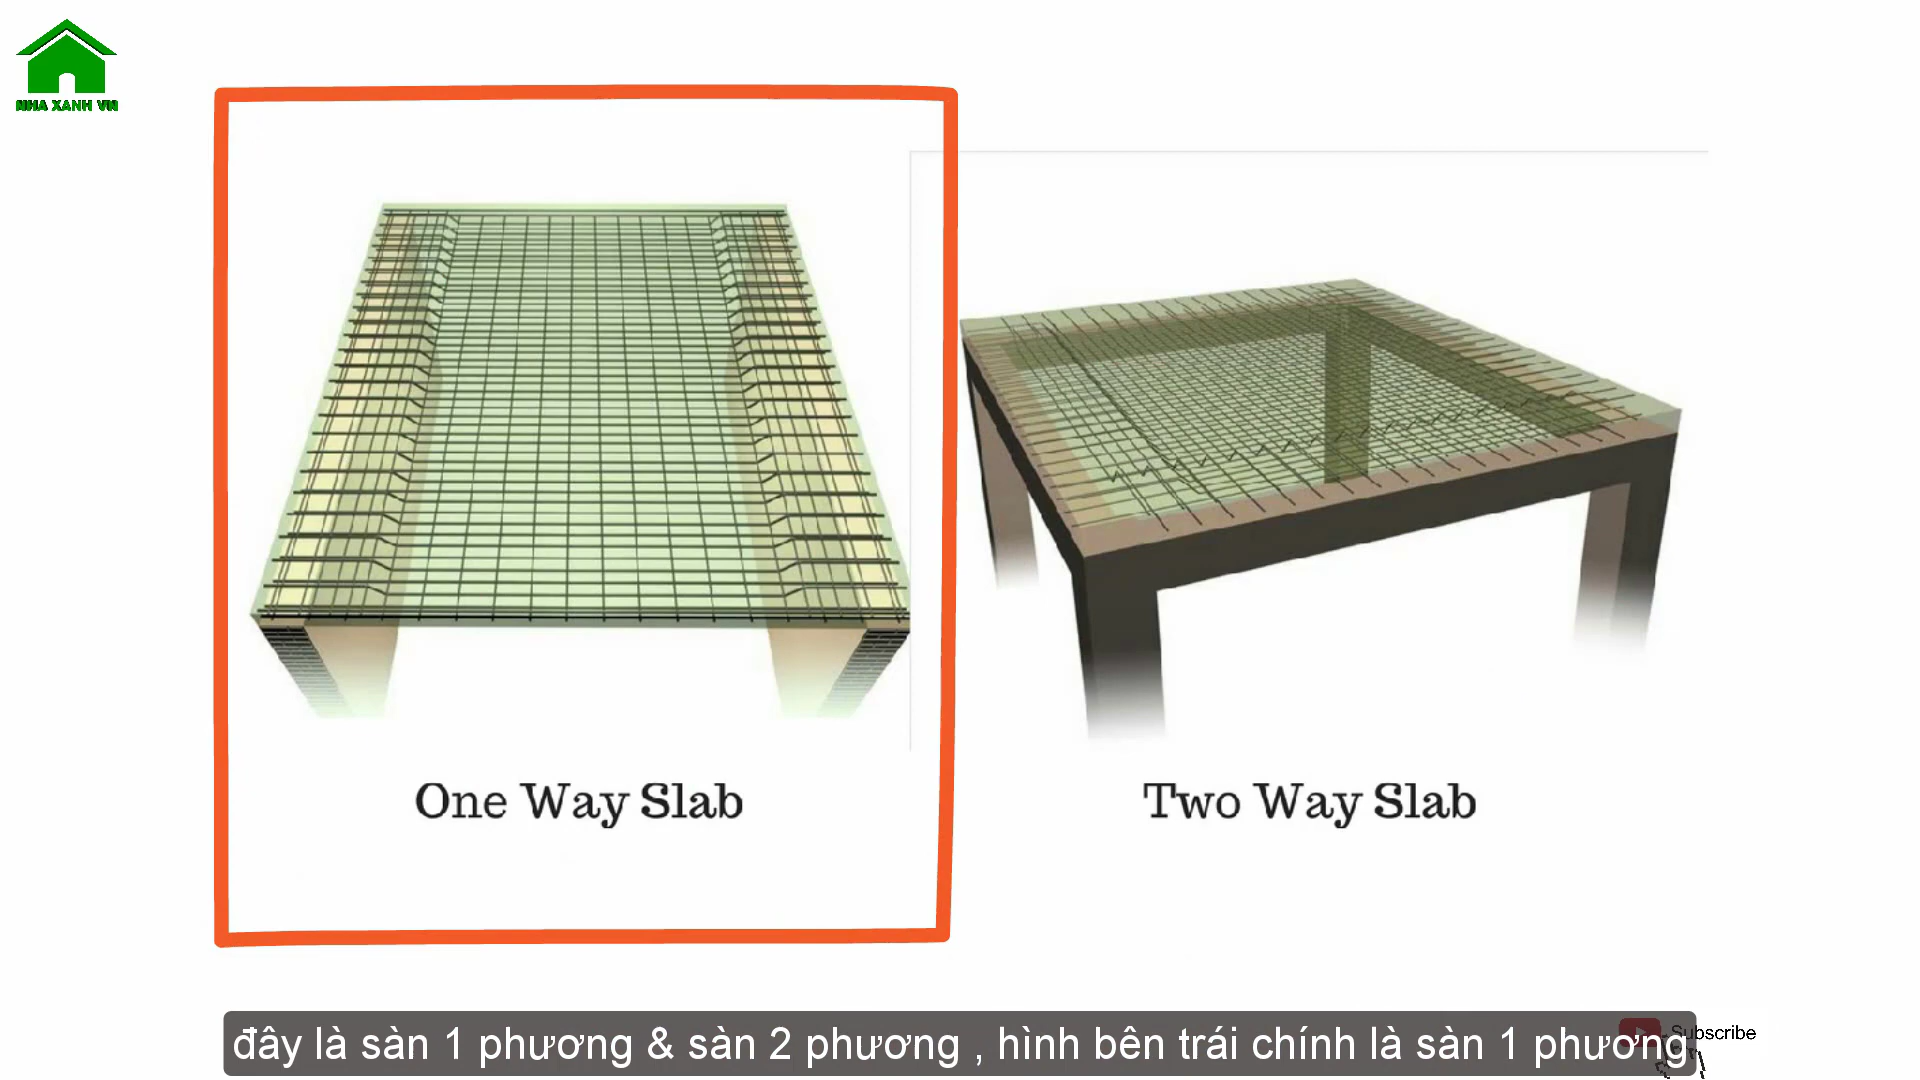 NHA XANH VN
One Way Slab
Two Way Slab
đây là sàn 1 phương & sàn 2 phương , hình bên trái chính là sàn 1 phương
Subscribe